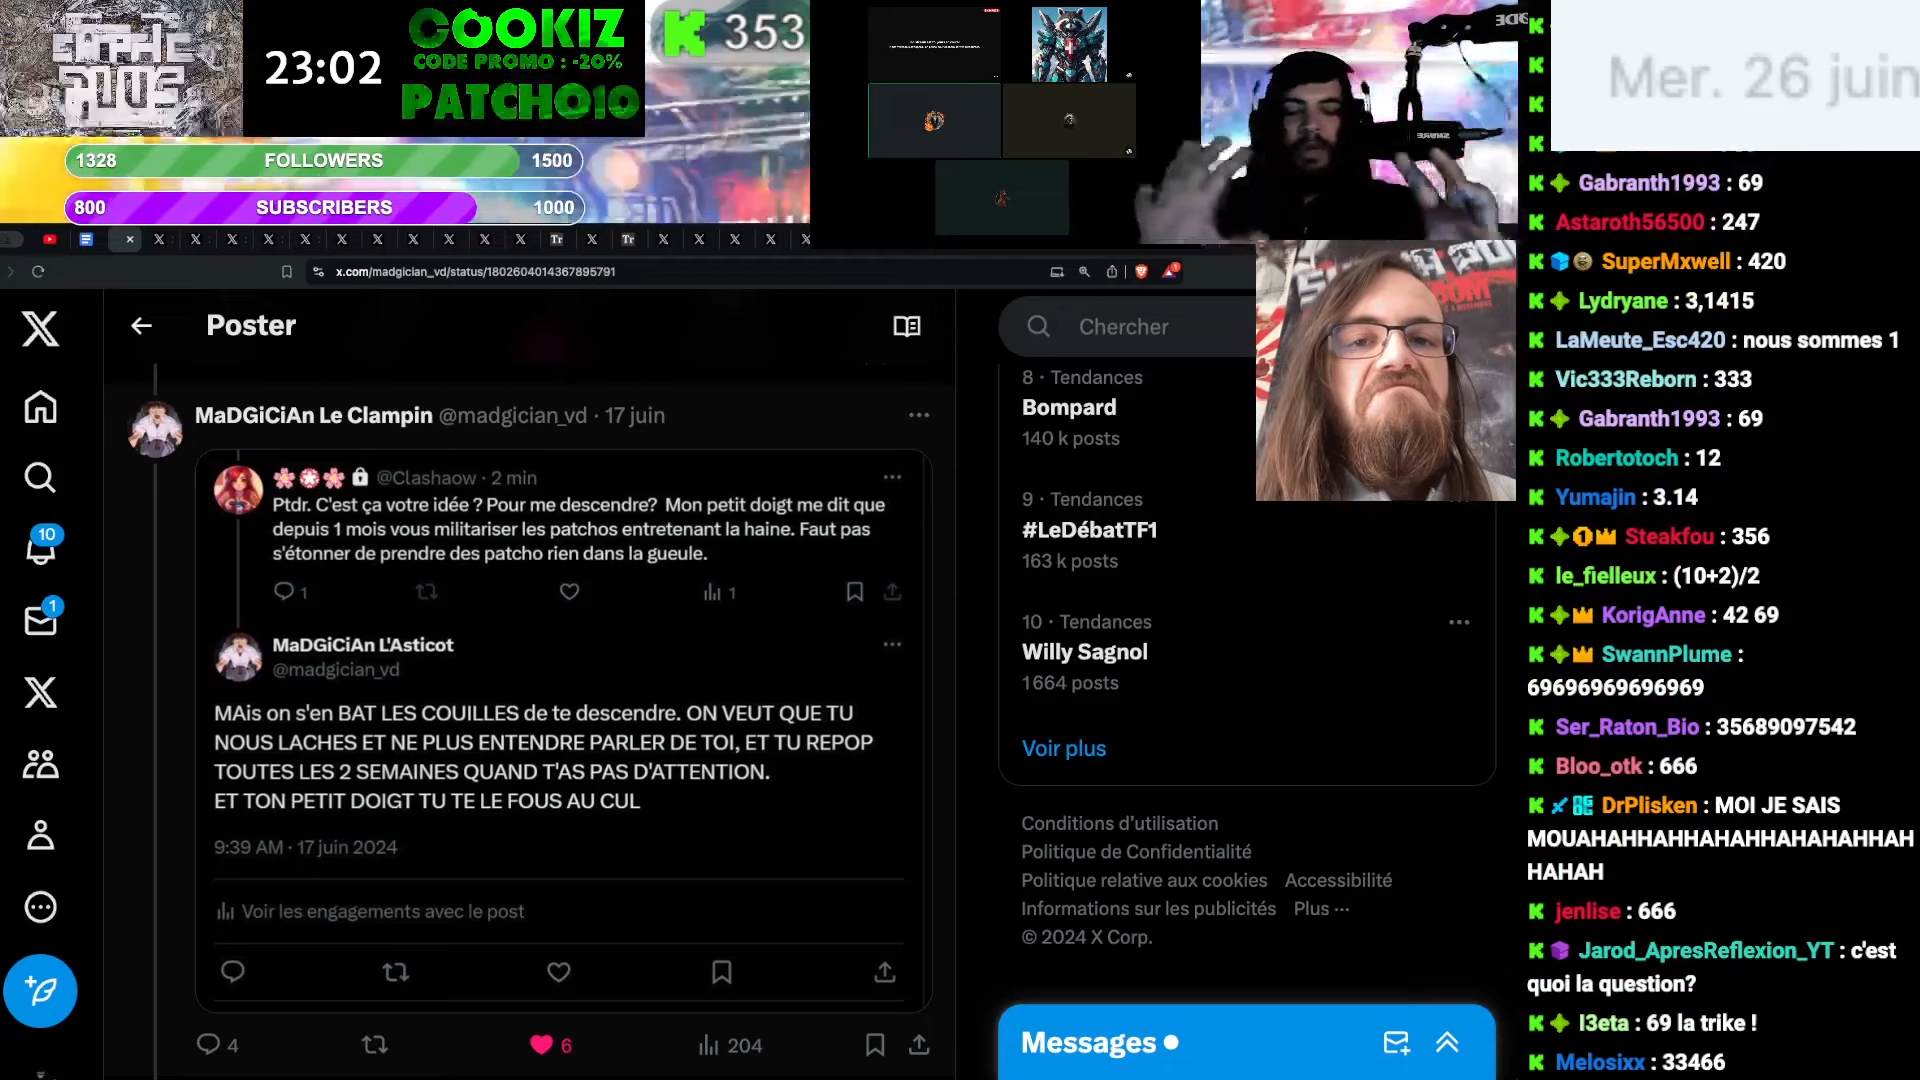 23:02
COOKIZ
CODE PROMO : -20%
PATCHO10
353
1328 FOLLOWERS 1500
800 SUBSCRIBERS 1000
Mer. 26 juin
x.com/madgician_vd/status/1802604014367895791
Poster
MaDGiCiAn Le Clampin @madgician_vd · 17 juin
@Clashaow · 2 min
Ptdr. C'est ça votre idée ? Pour me descendre? Mon petit doigt me dit que
depuis 1 mois vous militariser les patchos entretenant la haine. Faut pas
s'étonner de prendre des patcho rien dans la gueule.
1 1
MaDGiCiAn L'Asticot
@madgician_vd
MAis on s'en BAT LES COUILLES de te descendre. ON VEUT QUE TU
NOUS LACHES ET NE PLUS ENTENDRE PARLER DE TOI, ET TU REPOP
TOUTES LES 2 SEMAINES QUAND T'AS PAS D'ATTENTION.
ET TON PETIT DOIGT TU TE LE FOUS AU CUL
9:39 AM · 17 juin 2024
Voir les engagements avec le post
4 6 204
10
1
Chercher
8 · Tendances
Bompard
140 k posts
9 · Tendances
#LeDébatTF1
163 k posts
10 · Tendances
Willy Sagnol
1 664 posts
Voir plus
Conditions d'utilisation
Politique de Confidentialité
Politique relative aux cookies Accessibilité
Informations sur les publicités Plus ···
© 2024 X Corp.
Messages
Gabranth1993 : 69
Astaroth56500 : 247
SuperMxwell : 420
Lydryane : 3,1415
LaMeute_Esc420 : nous sommes 1
Vic333Reborn : 333
Gabranth1993 : 69
Robertotoch : 12
Yumajin : 3.14
Steakfou : 356
le_fielleux : (10+2)/2
KorigAnne : 42 69
SwannPlume :
69696969696969
Ser_Raton_Bio : 35689097542
Bloo_otk : 666
DrPlisken : MOI JE SAIS
MOUAHAHHAHHAHAHHAHAHAHHAH
HAHAH
jenlise : 666
Jarod_ApresReflexion_YT : c'est
quoi la question?
l3eta : 69 la trike !
Melosixx : 33466